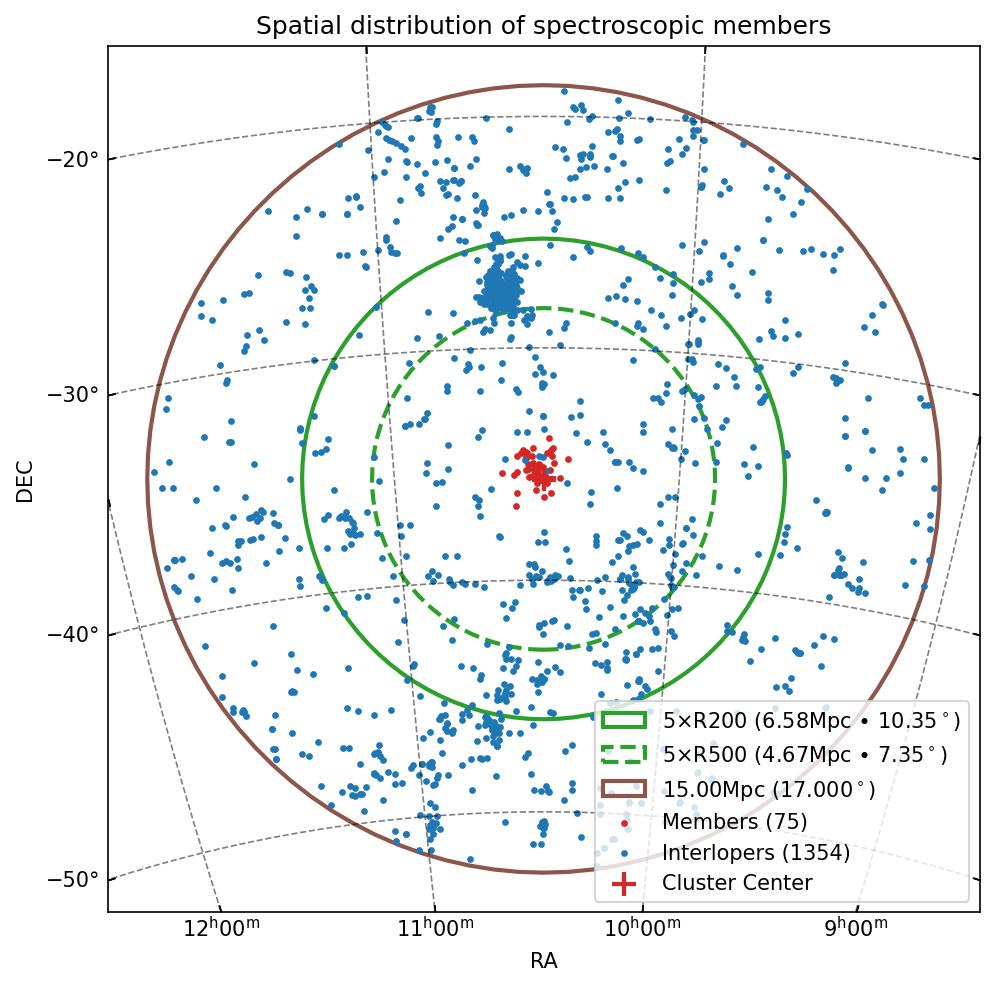 Spatial distribution of spectroscopic members
−20°
−30°
−40°
−50°
DEC
12ʰ00ᵐ
11ʰ00ᵐ
10ʰ00ᵐ
9ʰ00ᵐ
RA
5×R200 (6.58Mpc • 10.35°)
5×R500 (4.67Mpc • 7.35°)
15.00Mpc (17.000°)
Members (75)
Interlopers (1354)
Cluster Center